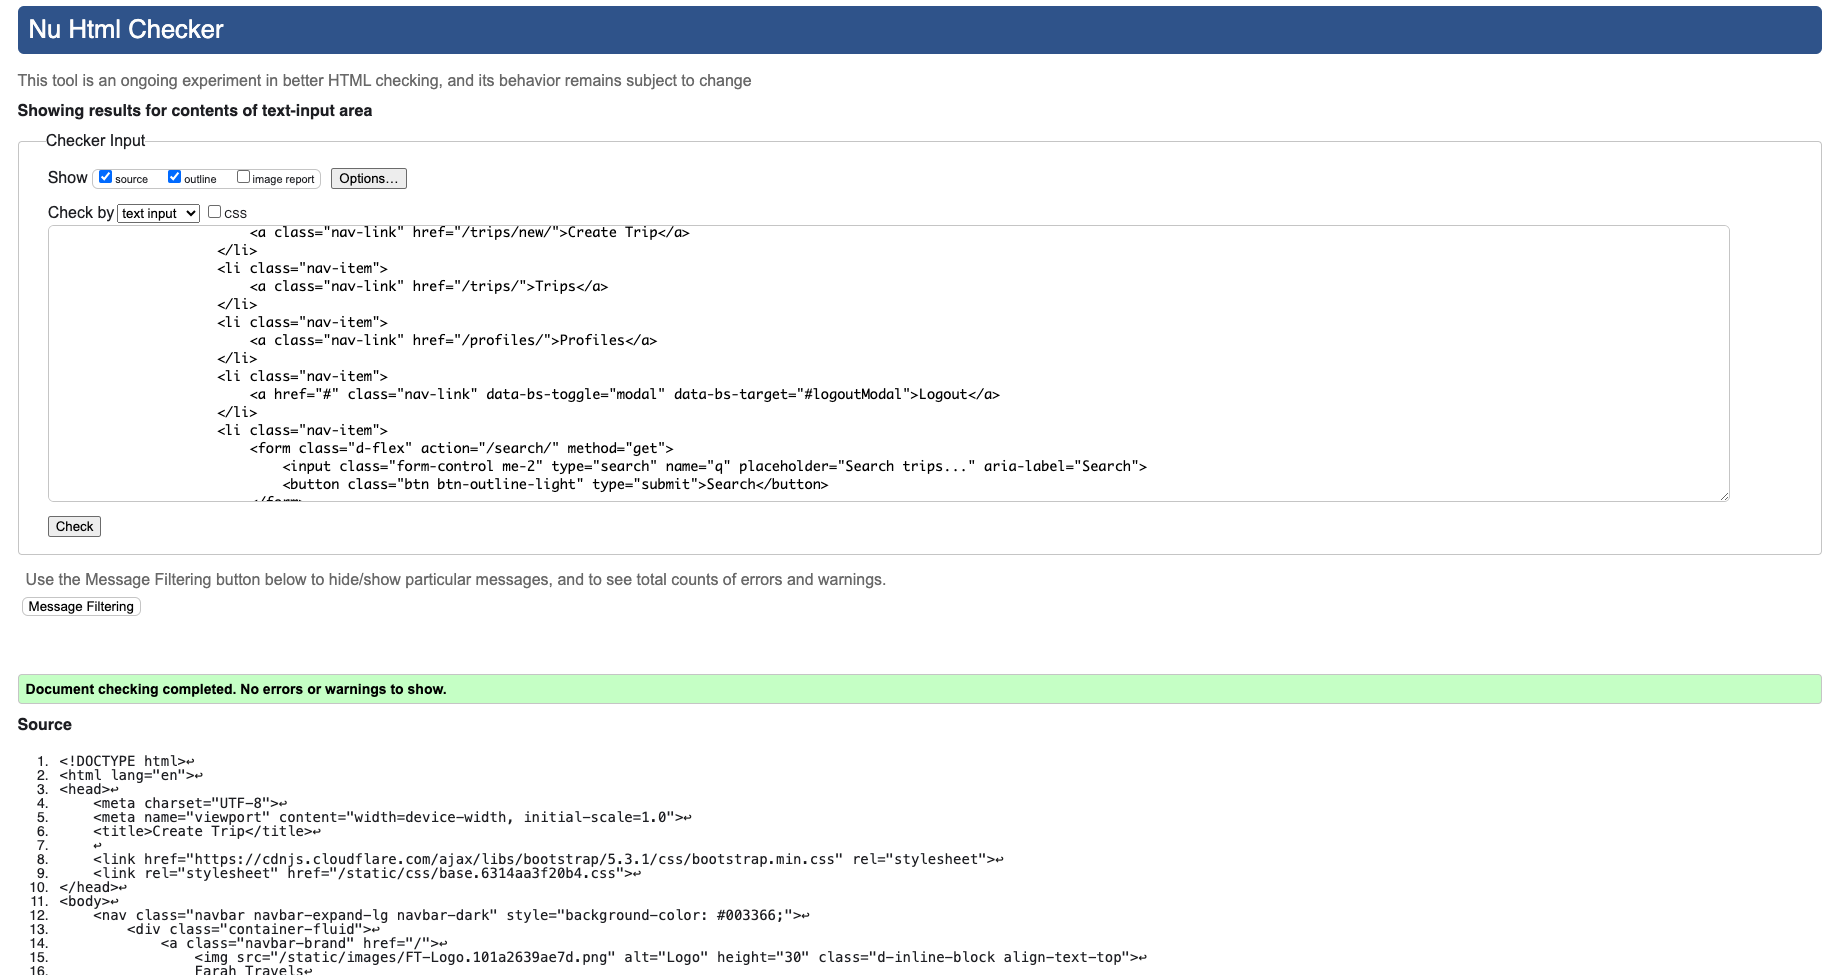 Nu Html Checker
This tool is an ongoing experiment in better HTML checking, and its behavior remains subject to change
Showing results for contents of text-input area
Checker Input
Show source outline image report Options...
Check by text input css
<a class="nav-link" href="/trips/new/">Create Trip</a>
</li>
<li class="nav-item">
<a class="nav-link" href="/trips/">Trips</a>
</li>
<li class="nav-item">
<a class="nav-link" href="/profiles/">Profiles</a>
</li>
<li class="nav-item">
<a href="#" class="nav-link" data-bs-toggle="modal" data-bs-target="#logoutModal">Logout</a>
</li>
<li class="nav-item">
<form class="d-flex" action="/search/" method="get">
<input class="form-control me-2" type="search" name="q" placeholder="Search trips..." aria-label="Search">
<button class="btn btn-outline-light" type="submit">Search</button>
</form>
Check
Use the Message Filtering button below to hide/show particular messages, and to see total counts of errors and warnings.
Message Filtering
Document checking completed. No errors or warnings to show.
Source
1. <!DOCTYPE html>↩
2. <html lang="en">↩
3. <head>↩
4. <meta charset="UTF-8">↩
5. <meta name="viewport" content="width=device-width, initial-scale=1.0">↩
6. <title>Create Trip</title>↩
7. ↩
8. <link href="https://cdnjs.cloudflare.com/ajax/libs/bootstrap/5.3.1/css/bootstrap.min.css" rel="stylesheet">↩
9. <link rel="stylesheet" href="/static/css/base.6314aa3f20b4.css">↩
10. </head>↩
11. <body>↩
12. <nav class="navbar navbar-expand-lg navbar-dark" style="background-color: #003366;">↩
13. <div class="container-fluid">↩
14. <a class="navbar-brand" href="/">↩
15. <img src="/static/images/FT-Logo.101a2639ae7d.png" alt="Logo" height="30" class="d-inline-block align-text-top">↩
16. Farah Travels↩